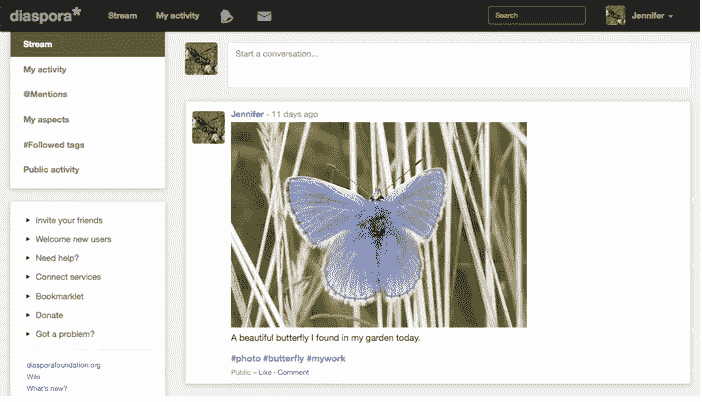 diaspora* Stream My activity Search Jennifer
Stream
My activity
@Mentions
My aspects
#Followed tags
Public activity
Invite your friends
Welcome new users
Need help?
Connect services
Bookmarklet
Donate
Got a problem?
diasporafoundation.org
Wiki
What's new?
Start a conversation...
Jennifer - 11 days ago
A beautiful butterfly I found in my garden today.
#photo #butterfly #mywork
Public – Like · Comment